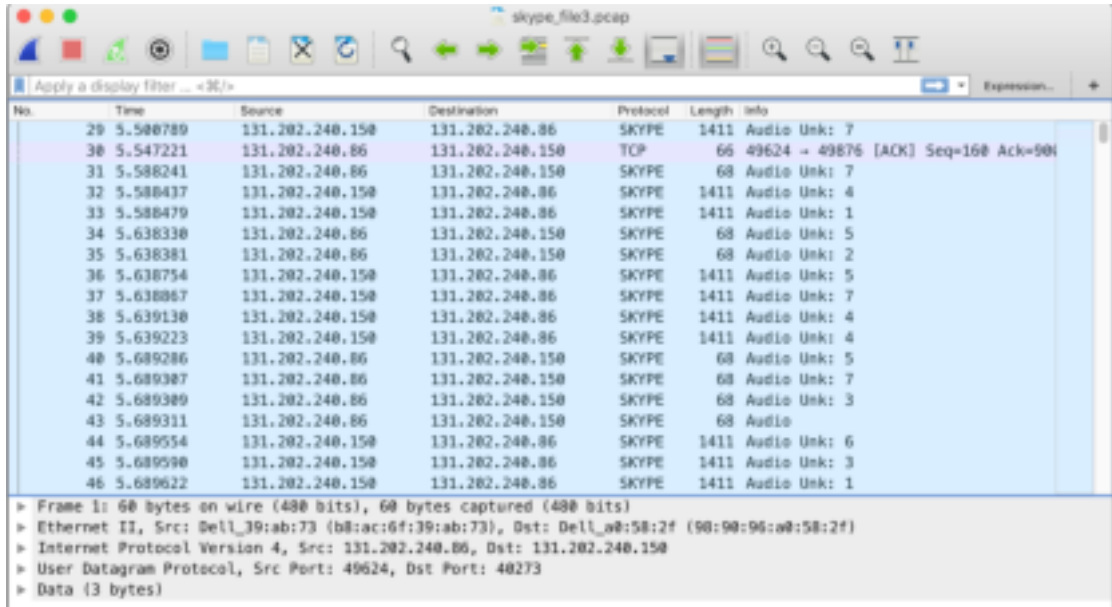 skype_file3.pcap
Apply a display filter ... <⌘/>
Expression... +
No. Time Source Destination Protocol Length Info
29 5.500789 131.202.240.150 131.202.240.86 SKYPE 1411 Audio Unk: 7
30 5.547221 131.202.240.86 131.202.240.150 TCP 66 49624 → 49876 [ACK] Seq=160 Ack=900
31 5.588241 131.202.240.86 131.202.240.150 SKYPE 68 Audio Unk: 7
32 5.588437 131.202.240.150 131.202.240.86 SKYPE 1411 Audio Unk: 4
33 5.588479 131.202.240.150 131.202.240.86 SKYPE 1411 Audio Unk: 1
34 5.638330 131.202.240.86 131.202.240.150 SKYPE 68 Audio Unk: 5
35 5.638381 131.202.240.86 131.202.240.150 SKYPE 68 Audio Unk: 2
36 5.638754 131.202.240.150 131.202.240.86 SKYPE 1411 Audio Unk: 5
37 5.638867 131.202.240.150 131.202.240.86 SKYPE 1411 Audio Unk: 7
38 5.639130 131.202.240.150 131.202.240.86 SKYPE 1411 Audio Unk: 4
39 5.639223 131.202.240.150 131.202.240.86 SKYPE 1411 Audio Unk: 4
40 5.689286 131.202.240.86 131.202.240.150 SKYPE 68 Audio Unk: 5
41 5.689307 131.202.240.86 131.202.240.150 SKYPE 68 Audio Unk: 7
42 5.689309 131.202.240.86 131.202.240.150 SKYPE 68 Audio Unk: 3
43 5.689311 131.202.240.86 131.202.240.150 SKYPE 68 Audio
44 5.689554 131.202.240.150 131.202.240.86 SKYPE 1411 Audio Unk: 6
45 5.689590 131.202.240.150 131.202.240.86 SKYPE 1411 Audio Unk: 3
46 5.689622 131.202.240.150 131.202.240.86 SKYPE 1411 Audio Unk: 1
Frame 1: 60 bytes on wire (480 bits), 60 bytes captured (480 bits)
Ethernet II, Src: Dell_39:ab:73 (b8:ac:6f:39:ab:73), Dst: Dell_a0:58:2f (98:90:96:a0:58:2f)
Internet Protocol Version 4, Src: 131.202.240.86, Dst: 131.202.240.150
User Datagram Protocol, Src Port: 49624, Dst Port: 40273
Data (3 bytes)